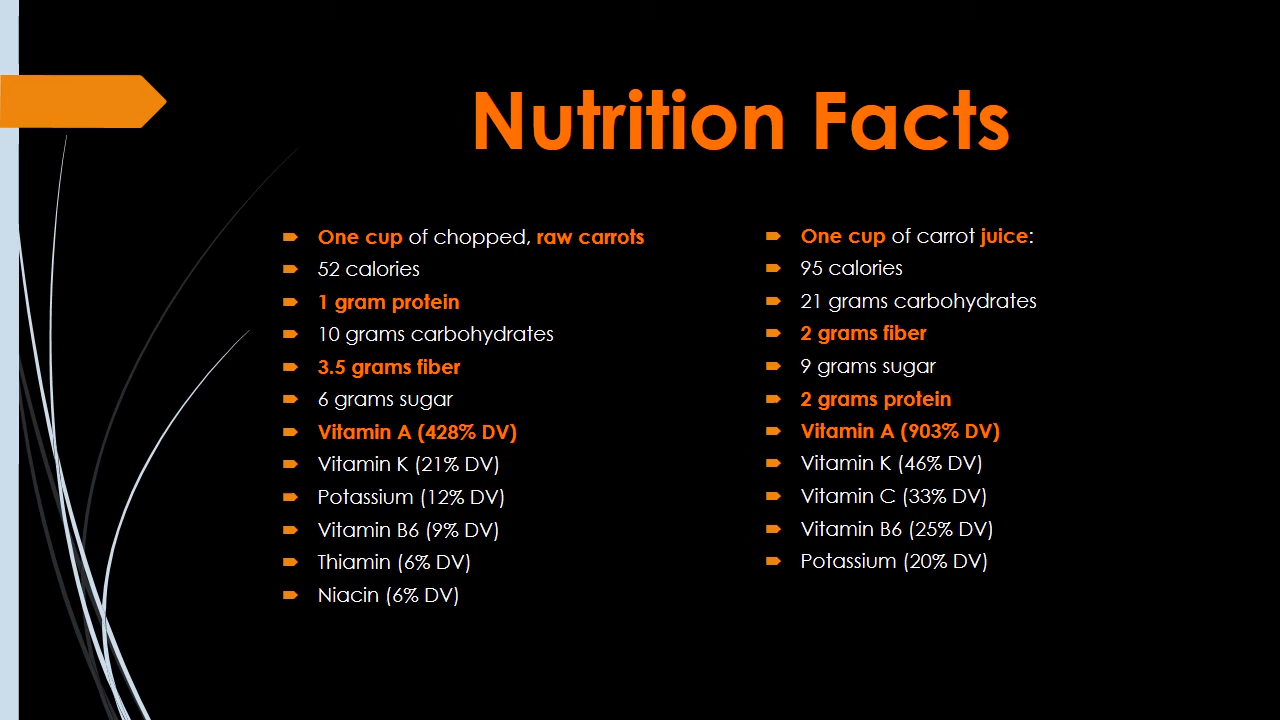 Nutrition Facts
One cup of chopped, raw carrots
52 calories
1 gram protein
10 grams carbohydrates
3.5 grams fiber
6 grams sugar
Vitamin A (428% DV)
Vitamin K (21% DV)
Potassium (12% DV)
Vitamin B6 (9% DV)
Thiamin (6% DV)
Niacin (6% DV)
One cup of carrot juice:
95 calories
21 grams carbohydrates
2 grams fiber
9 grams sugar
2 grams protein
Vitamin A (903% DV)
Vitamin K (46% DV)
Vitamin C (33% DV)
Vitamin B6 (25% DV)
Potassium (20% DV)